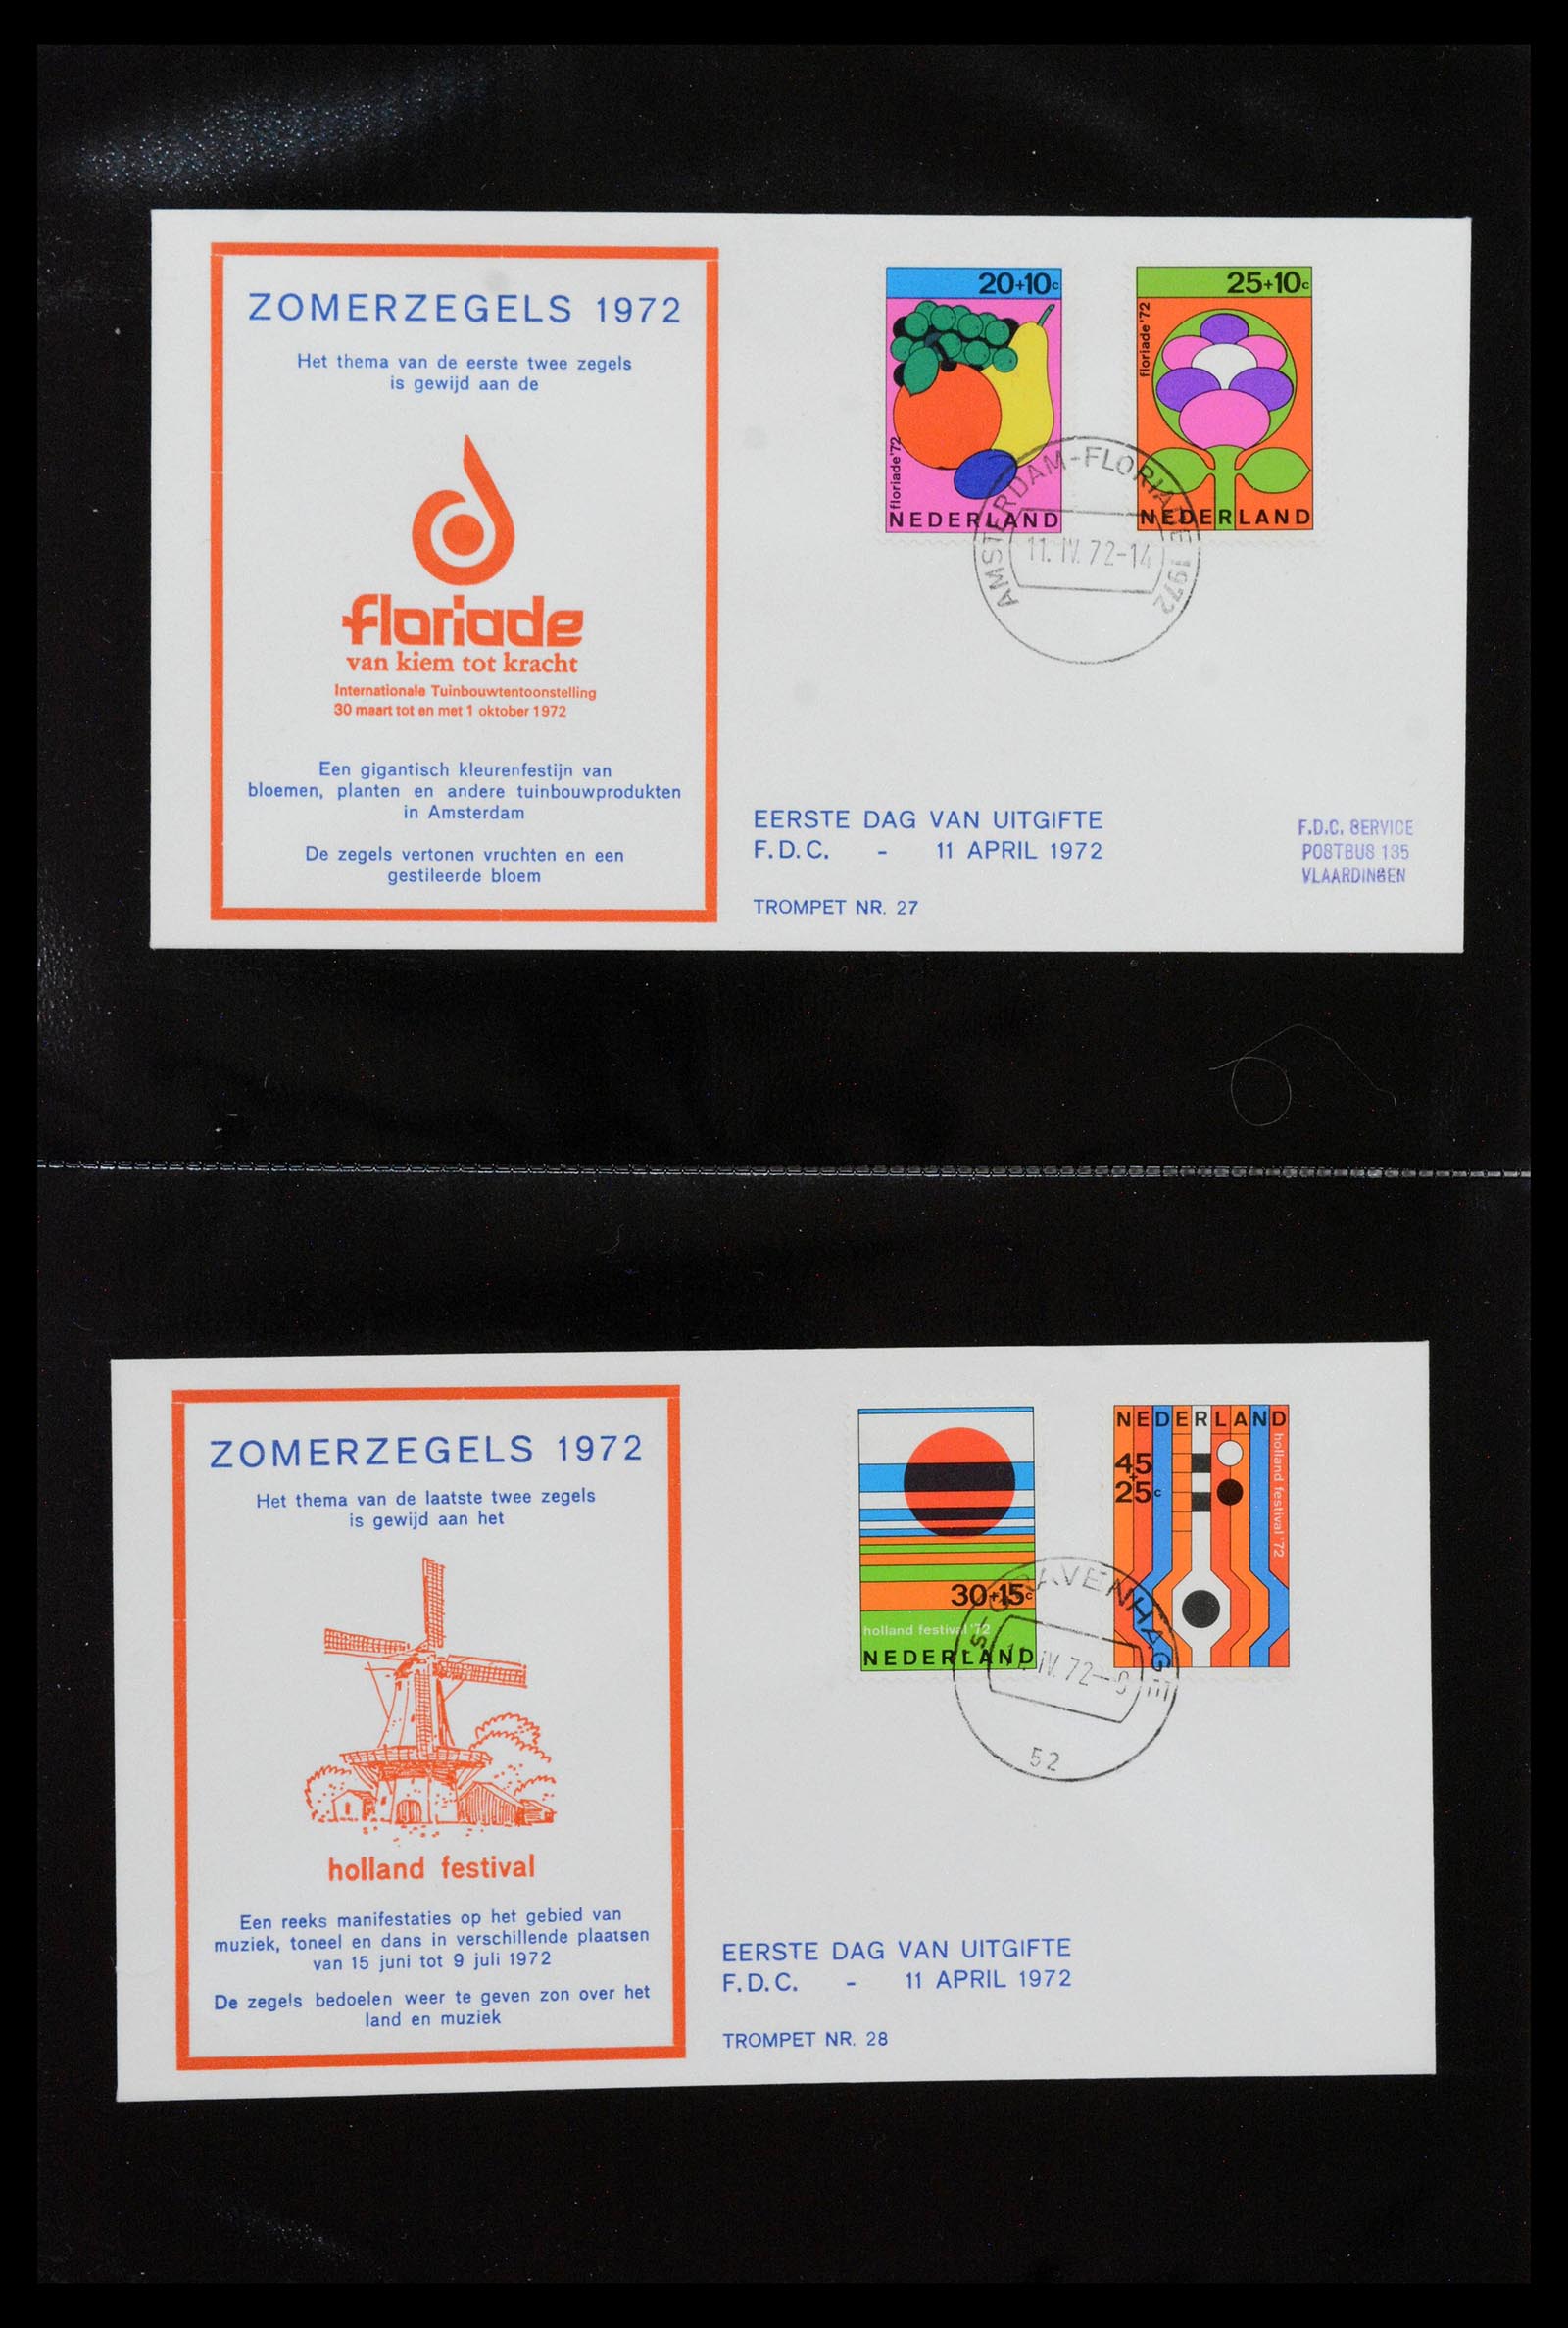 ZOMERZEGELS 1972
Het thema van de eerste twee zegels
is gewijd aan de
floriade
van kiem tot kracht
Internationale Tuinbouwtentoonstelling
30 maart tot en met 1 oktober 1972
Een gigantisch kleurenfestijn van
bloemen, planten en andere tuinbouwprodukten
in Amsterdam
De zegels vertonen vruchten en een
gestileerde bloem
20+10c
floriade '72
NEDERLAND
25+10c
floriade '72
NEDERLAND
AMSTERDAM-FLORIADE 1972
11.IV.72-14
EERSTE DAG VAN UITGIFTE
F.D.C. - 11 APRIL 1972
TROMPET NR. 27
F.D.C. SERVICE
POSTBUS 135
VLAARDINGEN
ZOMERZEGELS 1972
Het thema van de laatste twee zegels
is gewijd aan het
holland festival
Een reeks manifestaties op het gebied van
muziek, toneel en dans in verschillende plaatsen
van 15 juni tot 9 juli 1972
De zegels bedoelen weer te geven zon over het
land en muziek
30+15c
holland festival '72
NEDERLAND
NEDERLAND
45
+
25c
holland festival '72
's-GRAVENHAGE
52
EERSTE DAG VAN UITGIFTE
F.D.C. - 11 APRIL 1972
TROMPET NR. 28